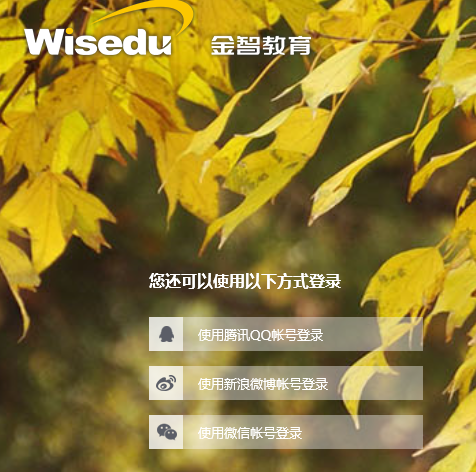 Wisedu 金智教育
您还可以使用以下方式登录
使用腾讯QQ帐号登录
使用新浪微博帐号登录
使用微信帐号登录